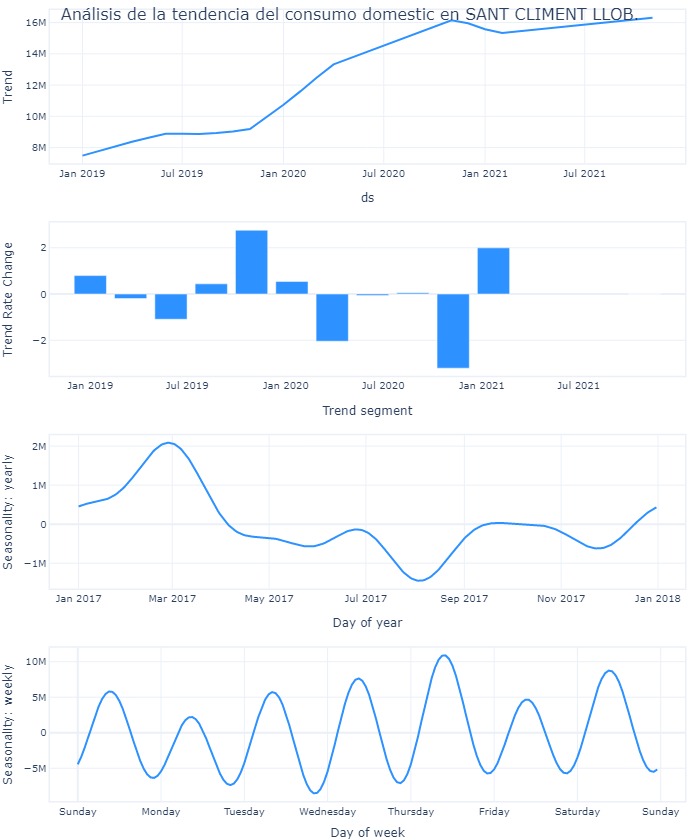 Análisis de la tendencia del consumo domestic en SANT CLIMENT LLOB.
16M
14M
12M
10M
8M
Trend
Jan 2019 Jul 2019 Jan 2020 Jul 2020 Jan 2021 Jul 2021
ds
2
0
−2
Trend Rate Change
Jan 2019 Jul 2019 Jan 2020 Jul 2020 Jan 2021 Jul 2021
Trend segment
2M
1M
0
−1M
Seasonality: yearly
Jan 2017 Mar 2017 May 2017 Jul 2017 Sep 2017 Nov 2017 Jan 2018
Day of year
10M
5M
0
−5M
Seasonality: weekly
Sunday Monday Tuesday Wednesday Thursday Friday Saturday Sunday
Day of week